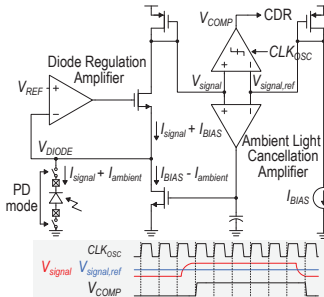 V_COMP
CDR
Diode Regulation
Amplifier
CLK_OSC
V_REF
+
-
V_signal
V_signal,ref
+
-
+
-
I_signal + I_BIAS
V_DIODE
Ambient Light
Cancellation
Amplifier
I_signal + I_ambient
I_BIAS - I_ambient
PD
mode
I_BIAS
CLK_OSC
V_signal V_signal,ref
V_COMP